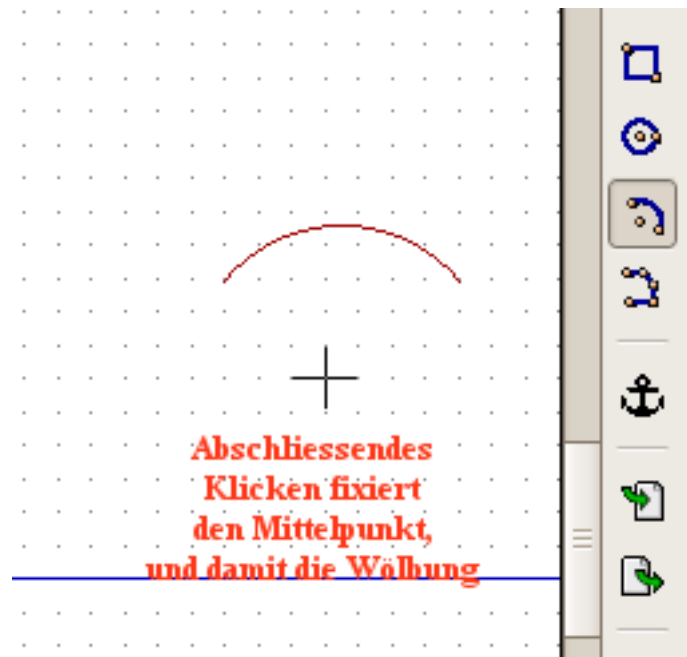 Abschliessendes
Klicken fixiert
den Mittelpunkt,
und damit die Wölbung